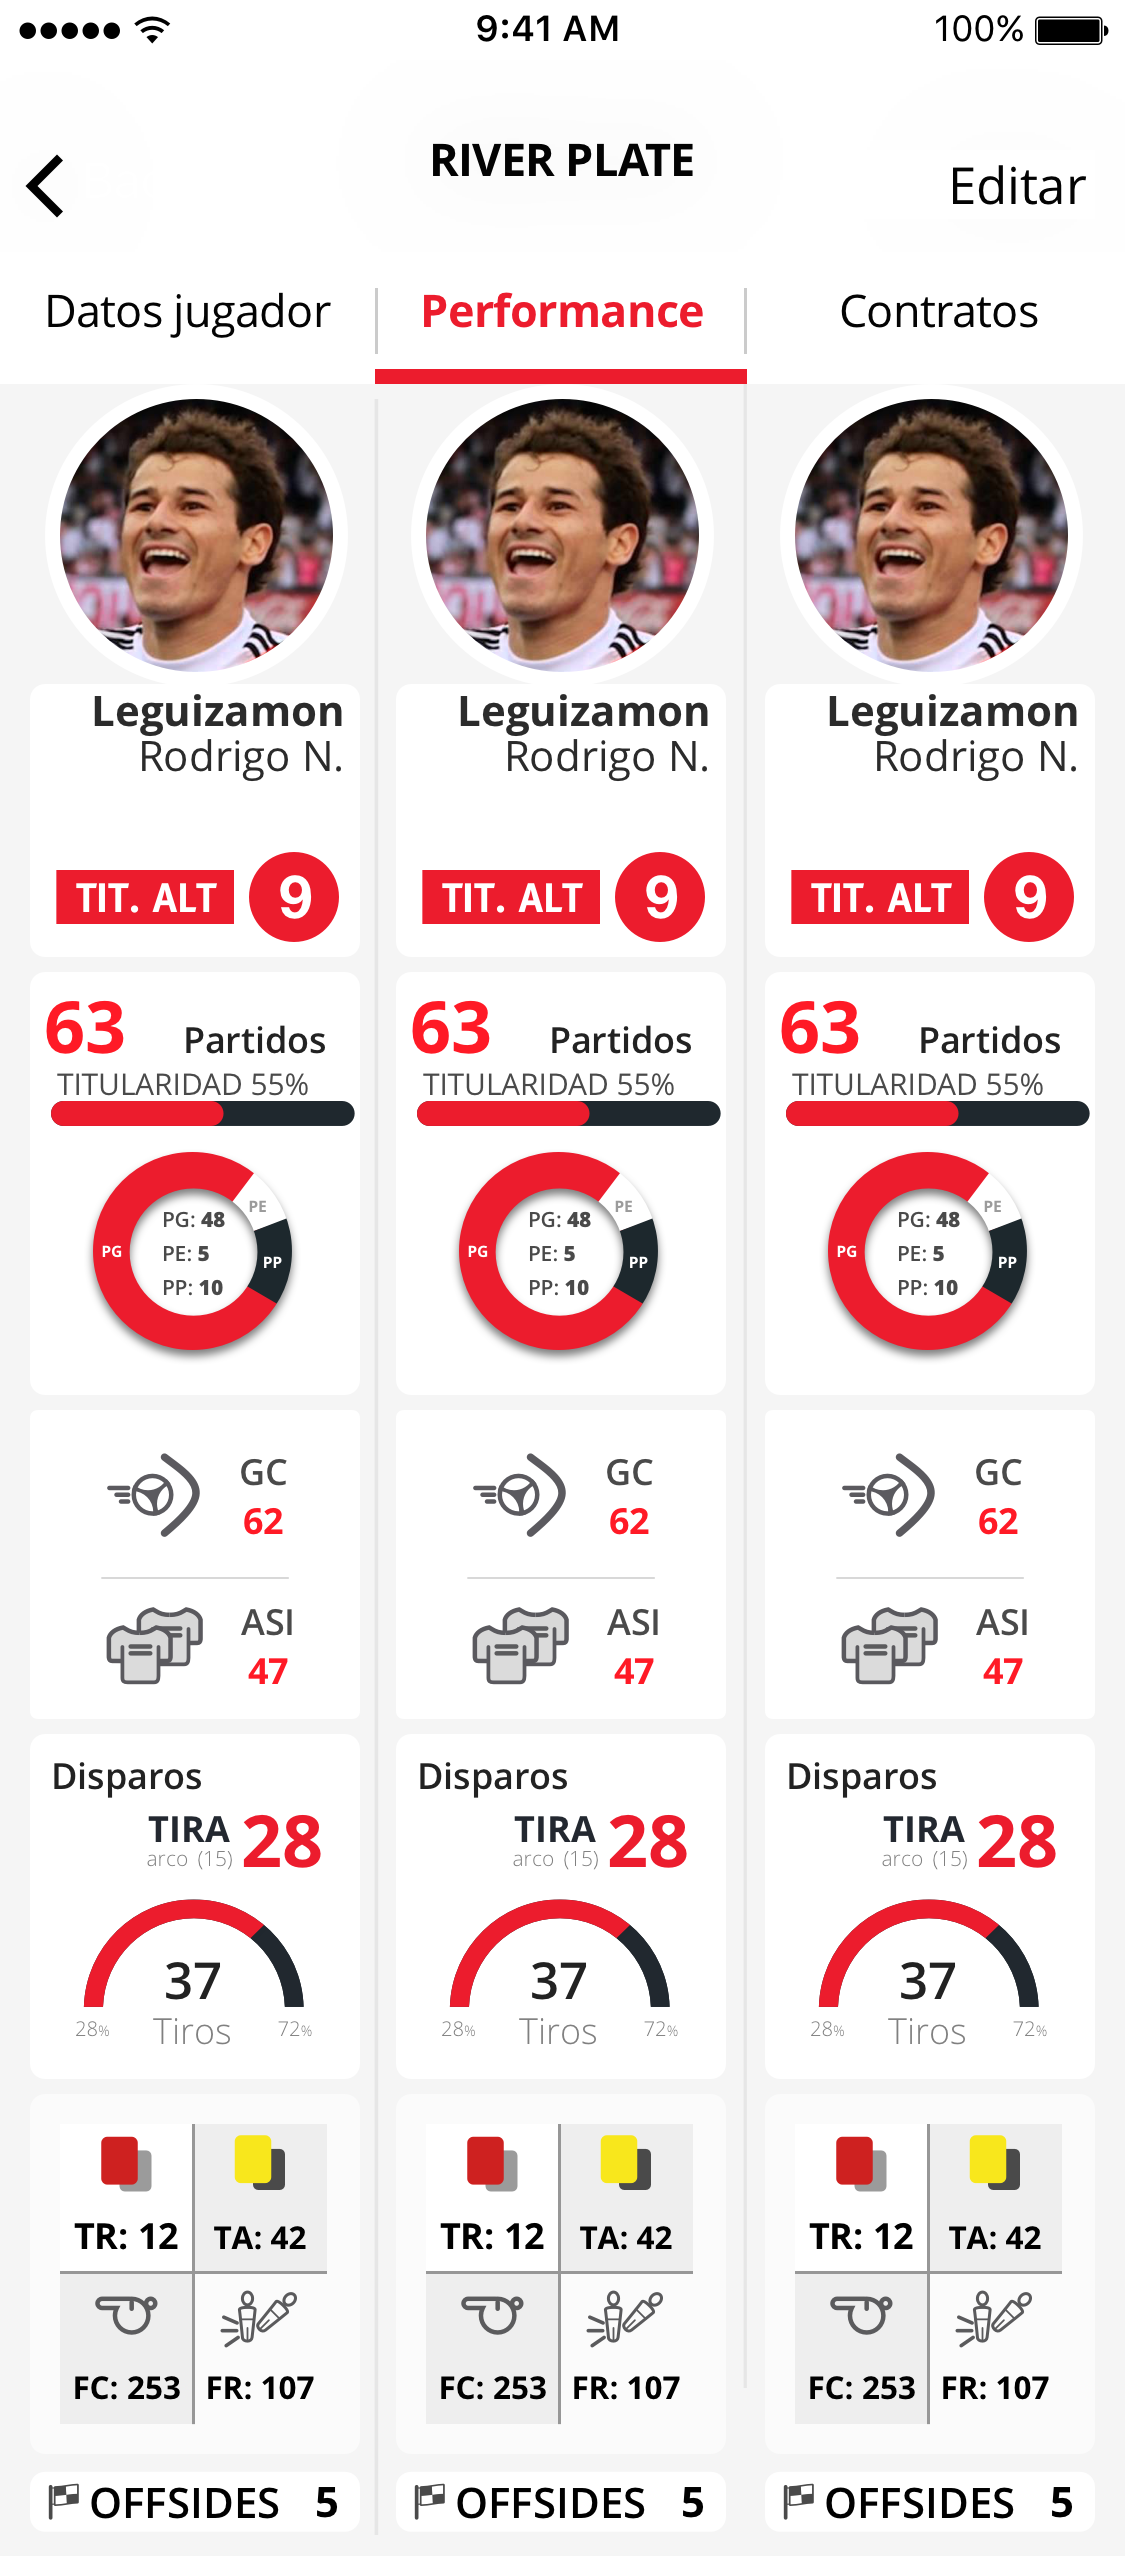 9:41 AM
100%
RIVER PLATE
Editar
Datos jugador
Performance
Contratos
Leguizamon
Rodrigo N.
TIT. ALT 9
63 Partidos
TITULARIDAD 55%
PE
PG
PP
PG: 48
PE: 5
PP: 10
GC
62
ASI
47
Disparos
TIRA 28
arco (15)
37
28% Tiros 72%
TR: 12 TA: 42
FC: 253 FR: 107
OFFSIDES 5
Leguizamon
Rodrigo N.
TIT. ALT 9
63 Partidos
TITULARIDAD 55%
PE
PG
PP
PG: 48
PE: 5
PP: 10
GC
62
ASI
47
Disparos
TIRA 28
arco (15)
37
28% Tiros 72%
TR: 12 TA: 42
FC: 253 FR: 107
OFFSIDES 5
Leguizamon
Rodrigo N.
TIT. ALT 9
63 Partidos
TITULARIDAD 55%
PE
PG
PP
PG: 48
PE: 5
PP: 10
GC
62
ASI
47
Disparos
TIRA 28
arco (15)
37
28% Tiros 72%
TR: 12 TA: 42
FC: 253 FR: 107
OFFSIDES 5